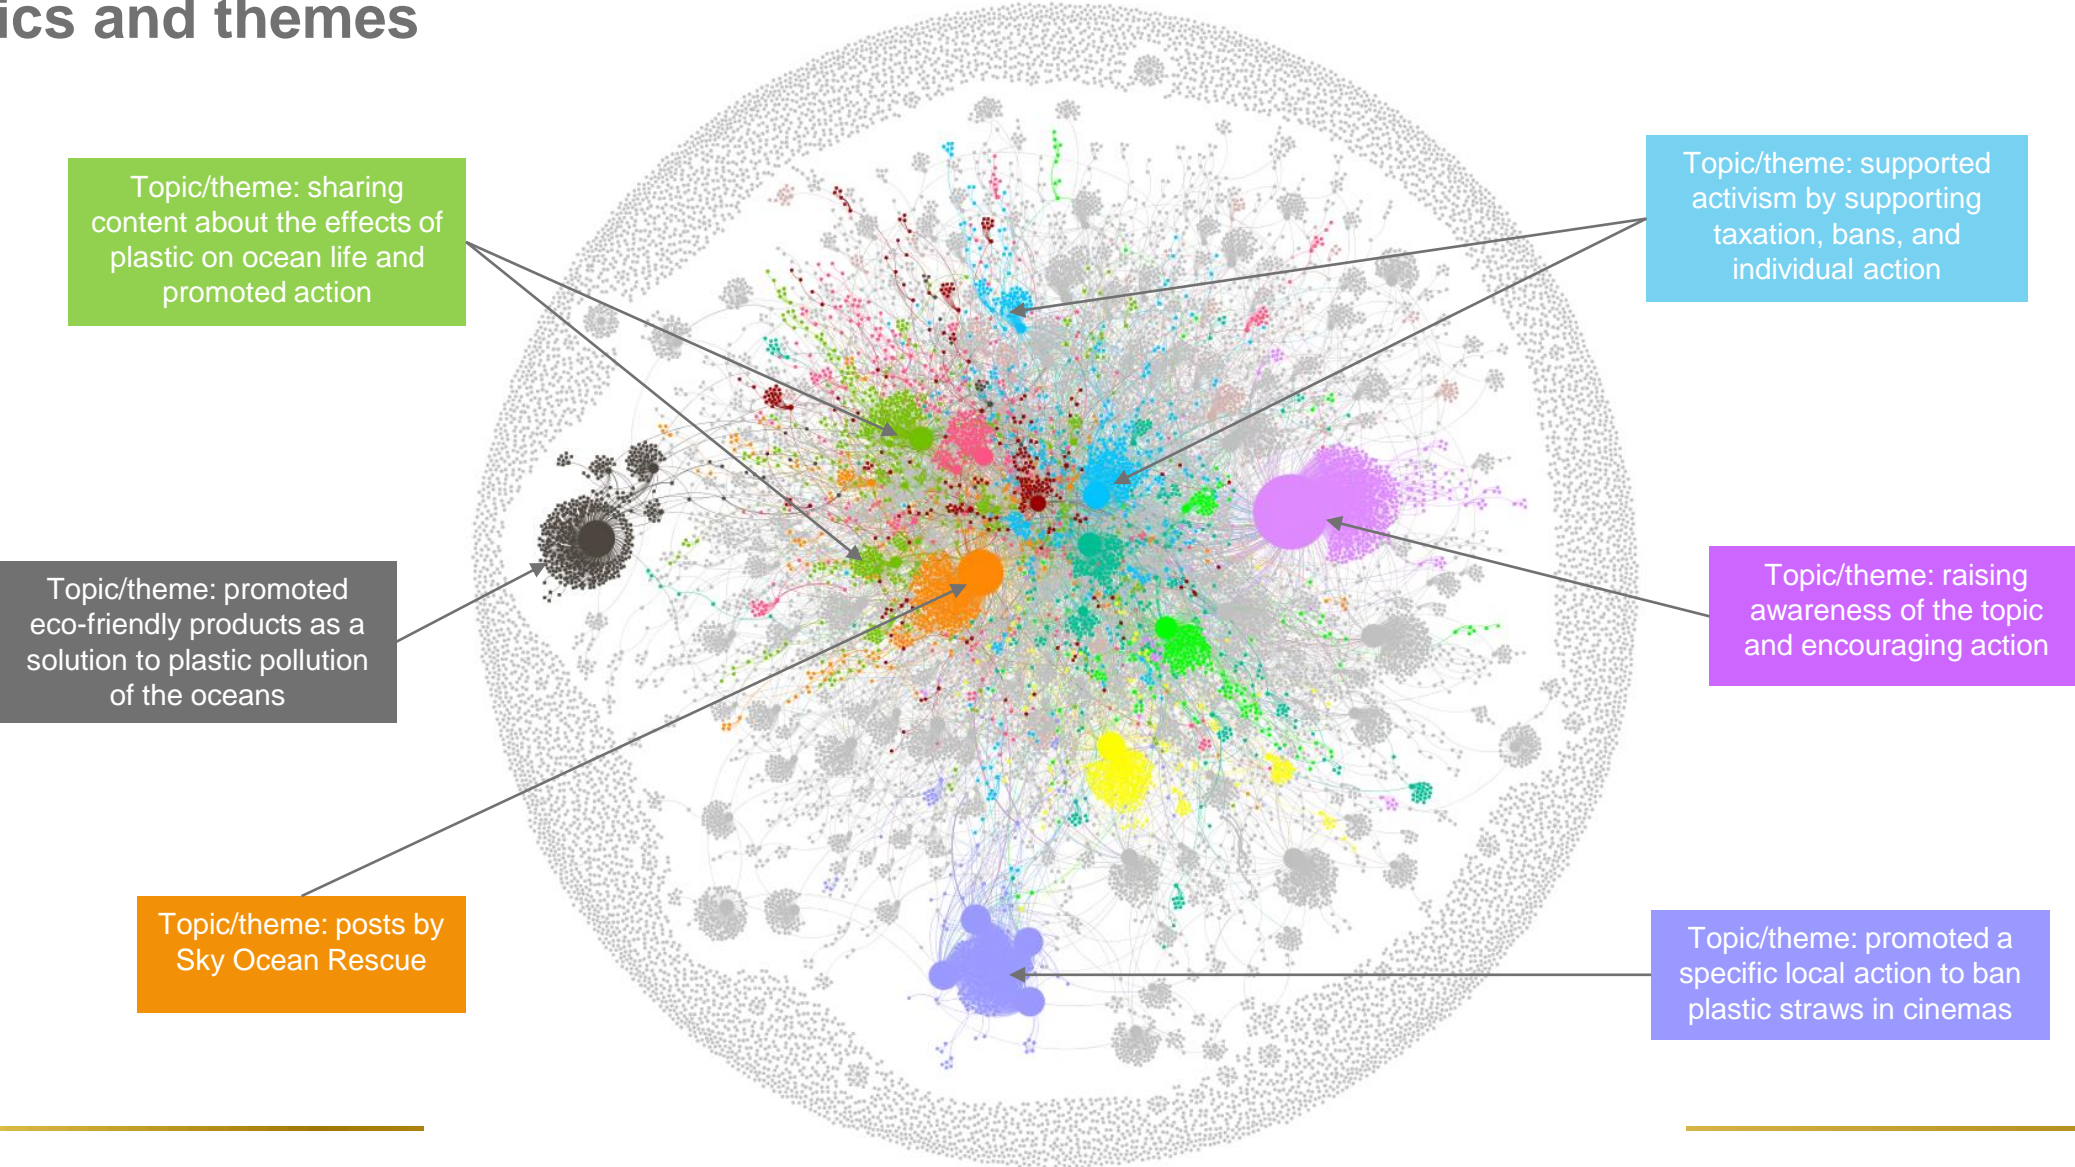 ics and themes
Topic/theme: sharing
content about the effects of
plastic on ocean life and
promoted action
Topic/theme: supported
activism by supporting
taxation, bans, and
individual action
Topic/theme: promoted
eco-friendly products as a
solution to plastic pollution
of the oceans
Topic/theme: raising
awareness of the topic
and encouraging action
Topic/theme: posts by
Sky Ocean Rescue
Topic/theme: promoted a
specific local action to ban
plastic straws in cinemas